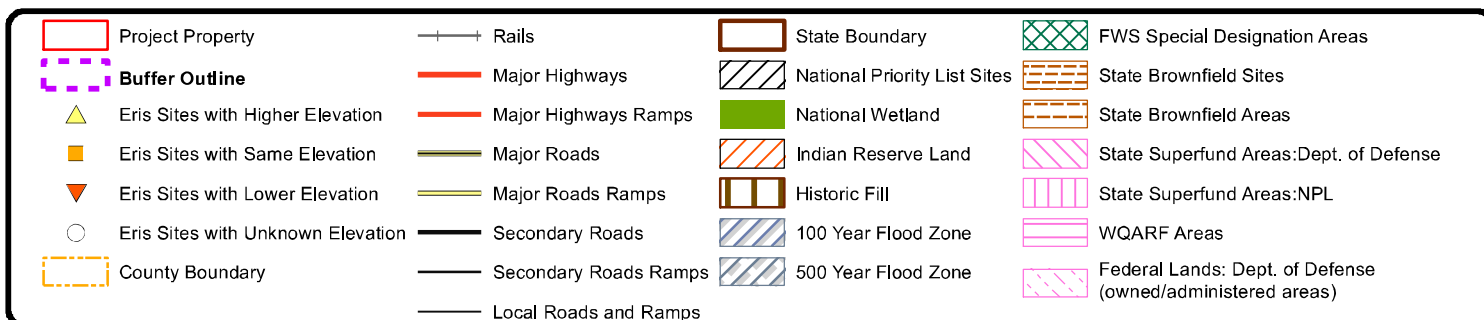 Project Property
Buffer Outline
Eris Sites with Higher Elevation
Eris Sites with Same Elevation
Eris Sites with Lower Elevation
Eris Sites with Unknown Elevation
County Boundary
Rails
Major Highways
Major Highways Ramps
Major Roads
Major Roads Ramps
Secondary Roads
Secondary Roads Ramps
Local Roads and Ramps
State Boundary
National Priority List Sites
National Wetland
Indian Reserve Land
Historic Fill
100 Year Flood Zone
500 Year Flood Zone
FWS Special Designation Areas
State Brownfield Sites
State Brownfield Areas
State Superfund Areas:Dept. of Defense
State Superfund Areas:NPL
WQARF Areas
Federal Lands: Dept. of Defense
(owned/administered areas)